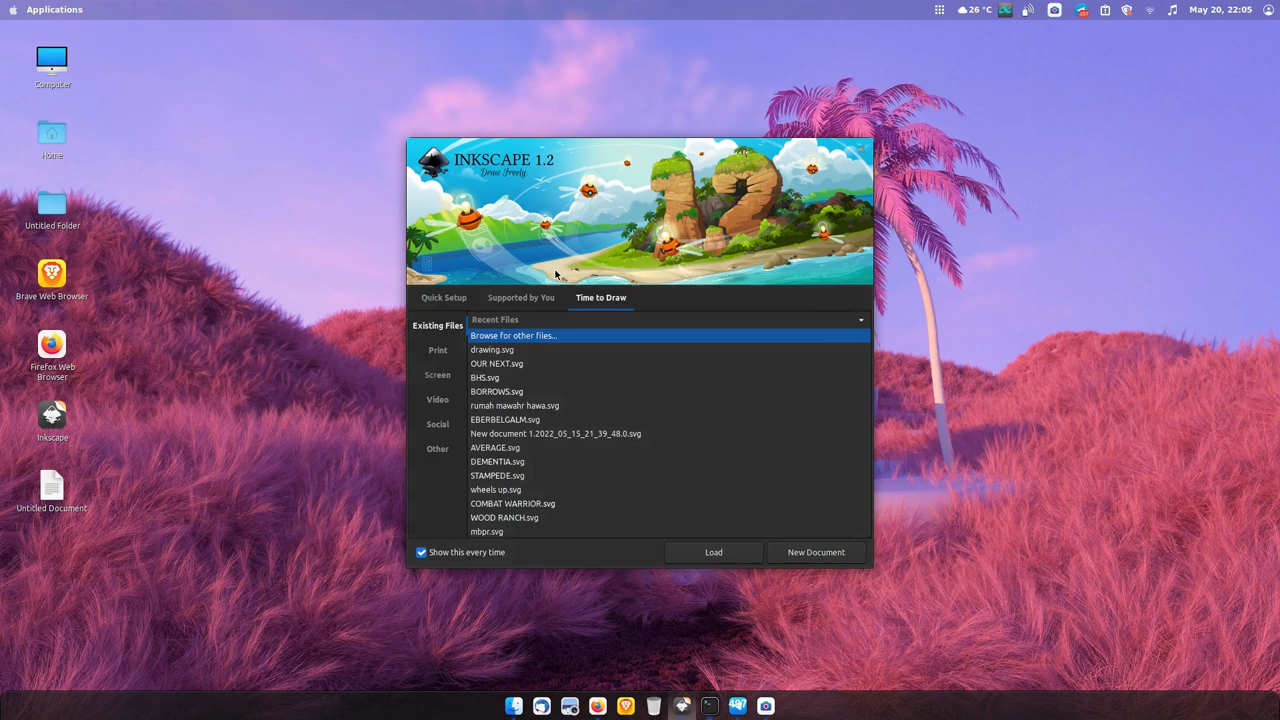 Applications
26 °C
May 20, 22:05
Computer
Home
Untitled Folder
Brave Web Browser
Firefox Web
Browser
Inkscape
Untitled Document
INKSCAPE 1.2
Draw Freely
Quick Setup
Supported by You
Time to Draw
Existing Files
Print
Screen
Video
Social
Other
Recent Files
Browse for other files...
drawing.svg
OUR NEXT.svg
BHS.svg
BORROWS.svg
rumah mawahr hawa.svg
EBERBELGALM.svg
New document 1.2022_05_15_21_39_48.0.svg
AVERAGE.svg
DEMENTIA.svg
STAMPEDE.svg
wheels up.svg
COMBAT WARRIOR.svg
WOOD RANCH.svg
mbpr.svg
Show this every time
Load
New Document